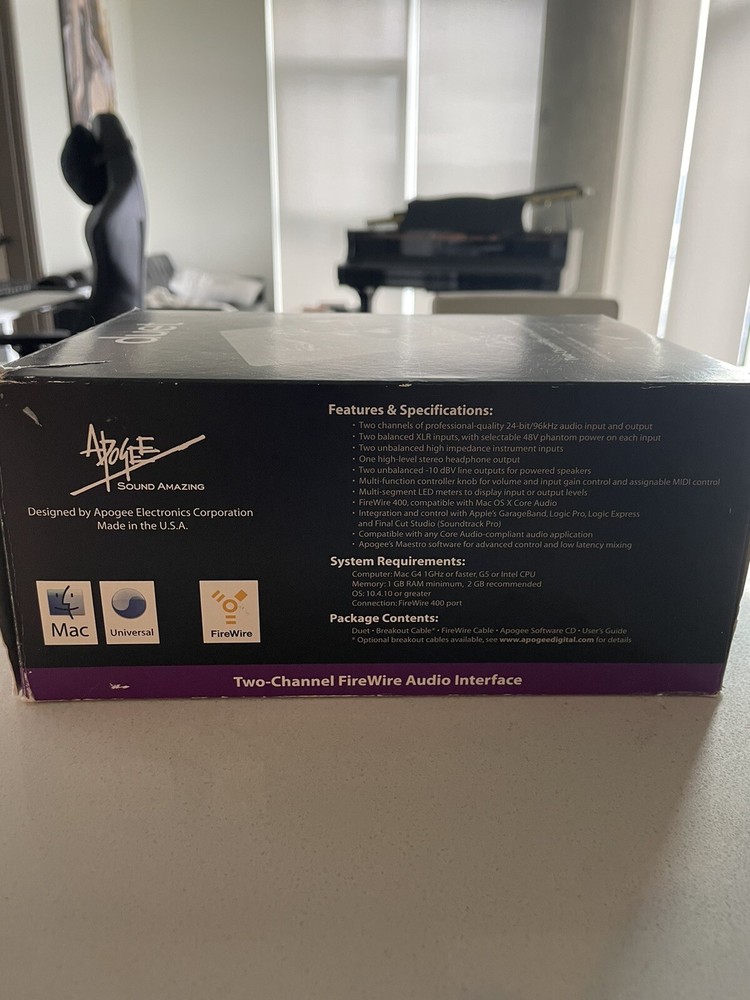 duet
APOGEE
SOUND AMAZING
Designed by Apogee Electronics Corporation
Made in the U.S.A.
Mac
Universal
FireWire
Features & Specifications:
· Two channels of professional-quality 24-bit/96kHz audio input and output
· Two balanced XLR inputs, with selectable 48V phantom power on each input
· Two unbalanced high impedance instrument inputs
· One high-level stereo headphone output
· Two unbalanced -10 dBV line outputs for powered speakers
· Multi-function controller knob for volume and input gain control and assignable MIDI control
· Multi-segment LED meters to display input or output levels
· FireWire 400, compatible with Mac OS X Core Audio
· Integration and control with Apple's GarageBand, Logic Pro, Logic Express
and Final Cut Studio (Soundtrack Pro)
· Compatible with any Core Audio-compliant audio application
· Apogee's Maestro software for advanced control and low latency mixing
System Requirements:
Computer: Mac G4 1GHz or faster, G5 or Intel CPU
Memory: 1 GB RAM minimum, 2 GB recommended
OS: 10.4.10 or greater
Connection: FireWire 400 port
Package Contents:
Duet • Breakout Cable* • FireWire Cable • Apogee Software CD • User's Guide
* Optional breakout cables available, see www.apogeedigital.com for details
Two-Channel FireWire Audio Interface